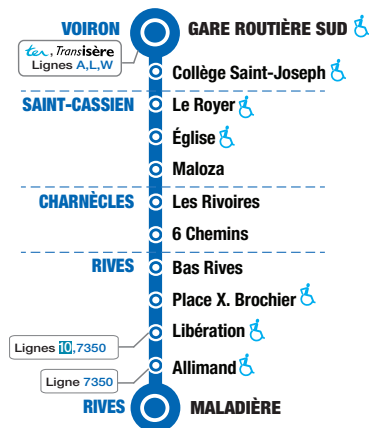 VOIRON GARE ROUTIÈRE SUD
ter, Transisère
Lignes A,L,W
Collège Saint-Joseph
SAINT-CASSIEN Le Royer
Église
Maloza
CHARNÈCLES Les Rivoires
6 Chemins
RIVES Bas Rives
Place X. Brochier
Lignes 10,7350 Libération
Ligne 7350 Allimand
RIVES MALADIÈRE